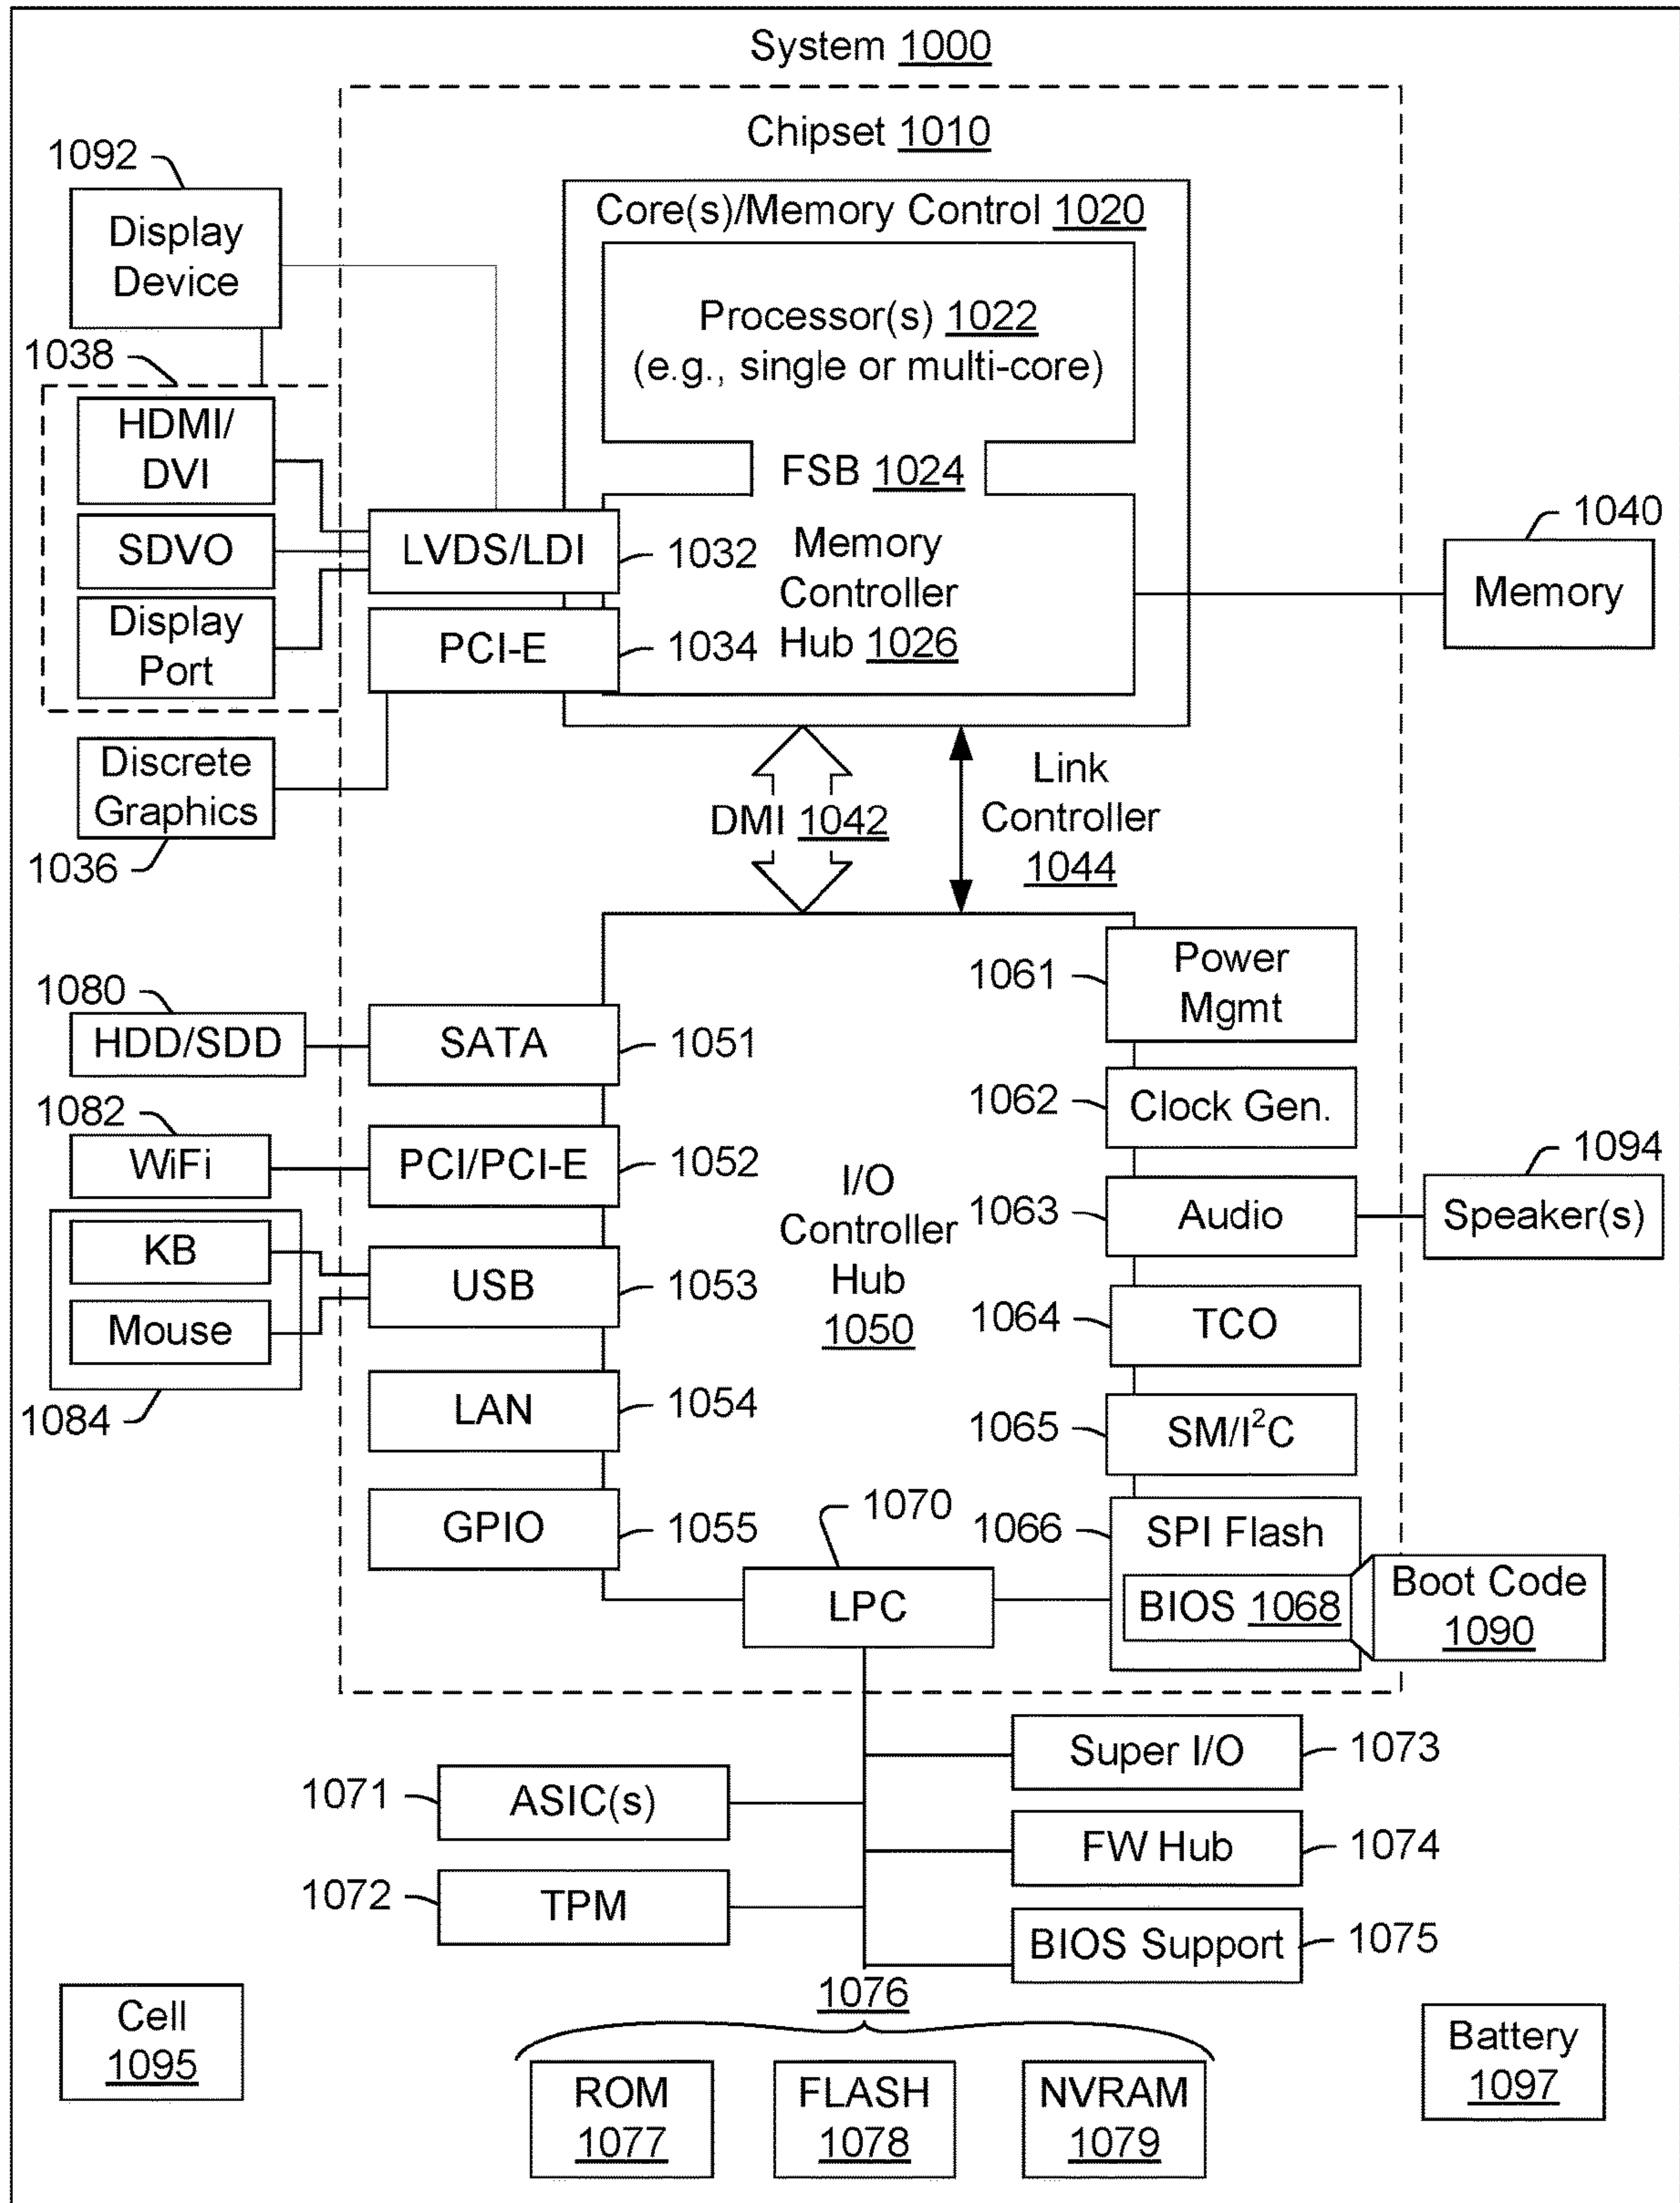 System 1000
Chipset 1010
1092
Display
Device
Core(s)/Memory Control 1020
Processor(s) 1022
(e.g., single or multi-core)
FSB 1024
Memory
Controller
Hub 1026
1038
HDMI/
DVI
SDVO
Display
Port
LVDS/LDI
1032
PCI-E
1034
1040
Memory
Discrete
Graphics
1036
DMI 1042
Link
Controller
1044
1080
HDD/SDD
SATA
1051
1082
WiFi
PCI/PCI-E
1052
KB
Mouse
1084
USB
1053
LAN
1054
GPIO
1055
I/O
Controller
Hub
1050
1061
Power
Mgmt
1062
Clock Gen.
1063
Audio
1094
Speaker(s)
1064
TCO
1065
SM/I²C
1066
SPI Flash
BIOS 1068
Boot Code
1090
1070
LPC
1071
ASIC(s)
1072
TPM
Super I/O
1073
FW Hub
1074
BIOS Support
1075
1076
Cell
1095
ROM
1077
FLASH
1078
NVRAM
1079
Battery
1097